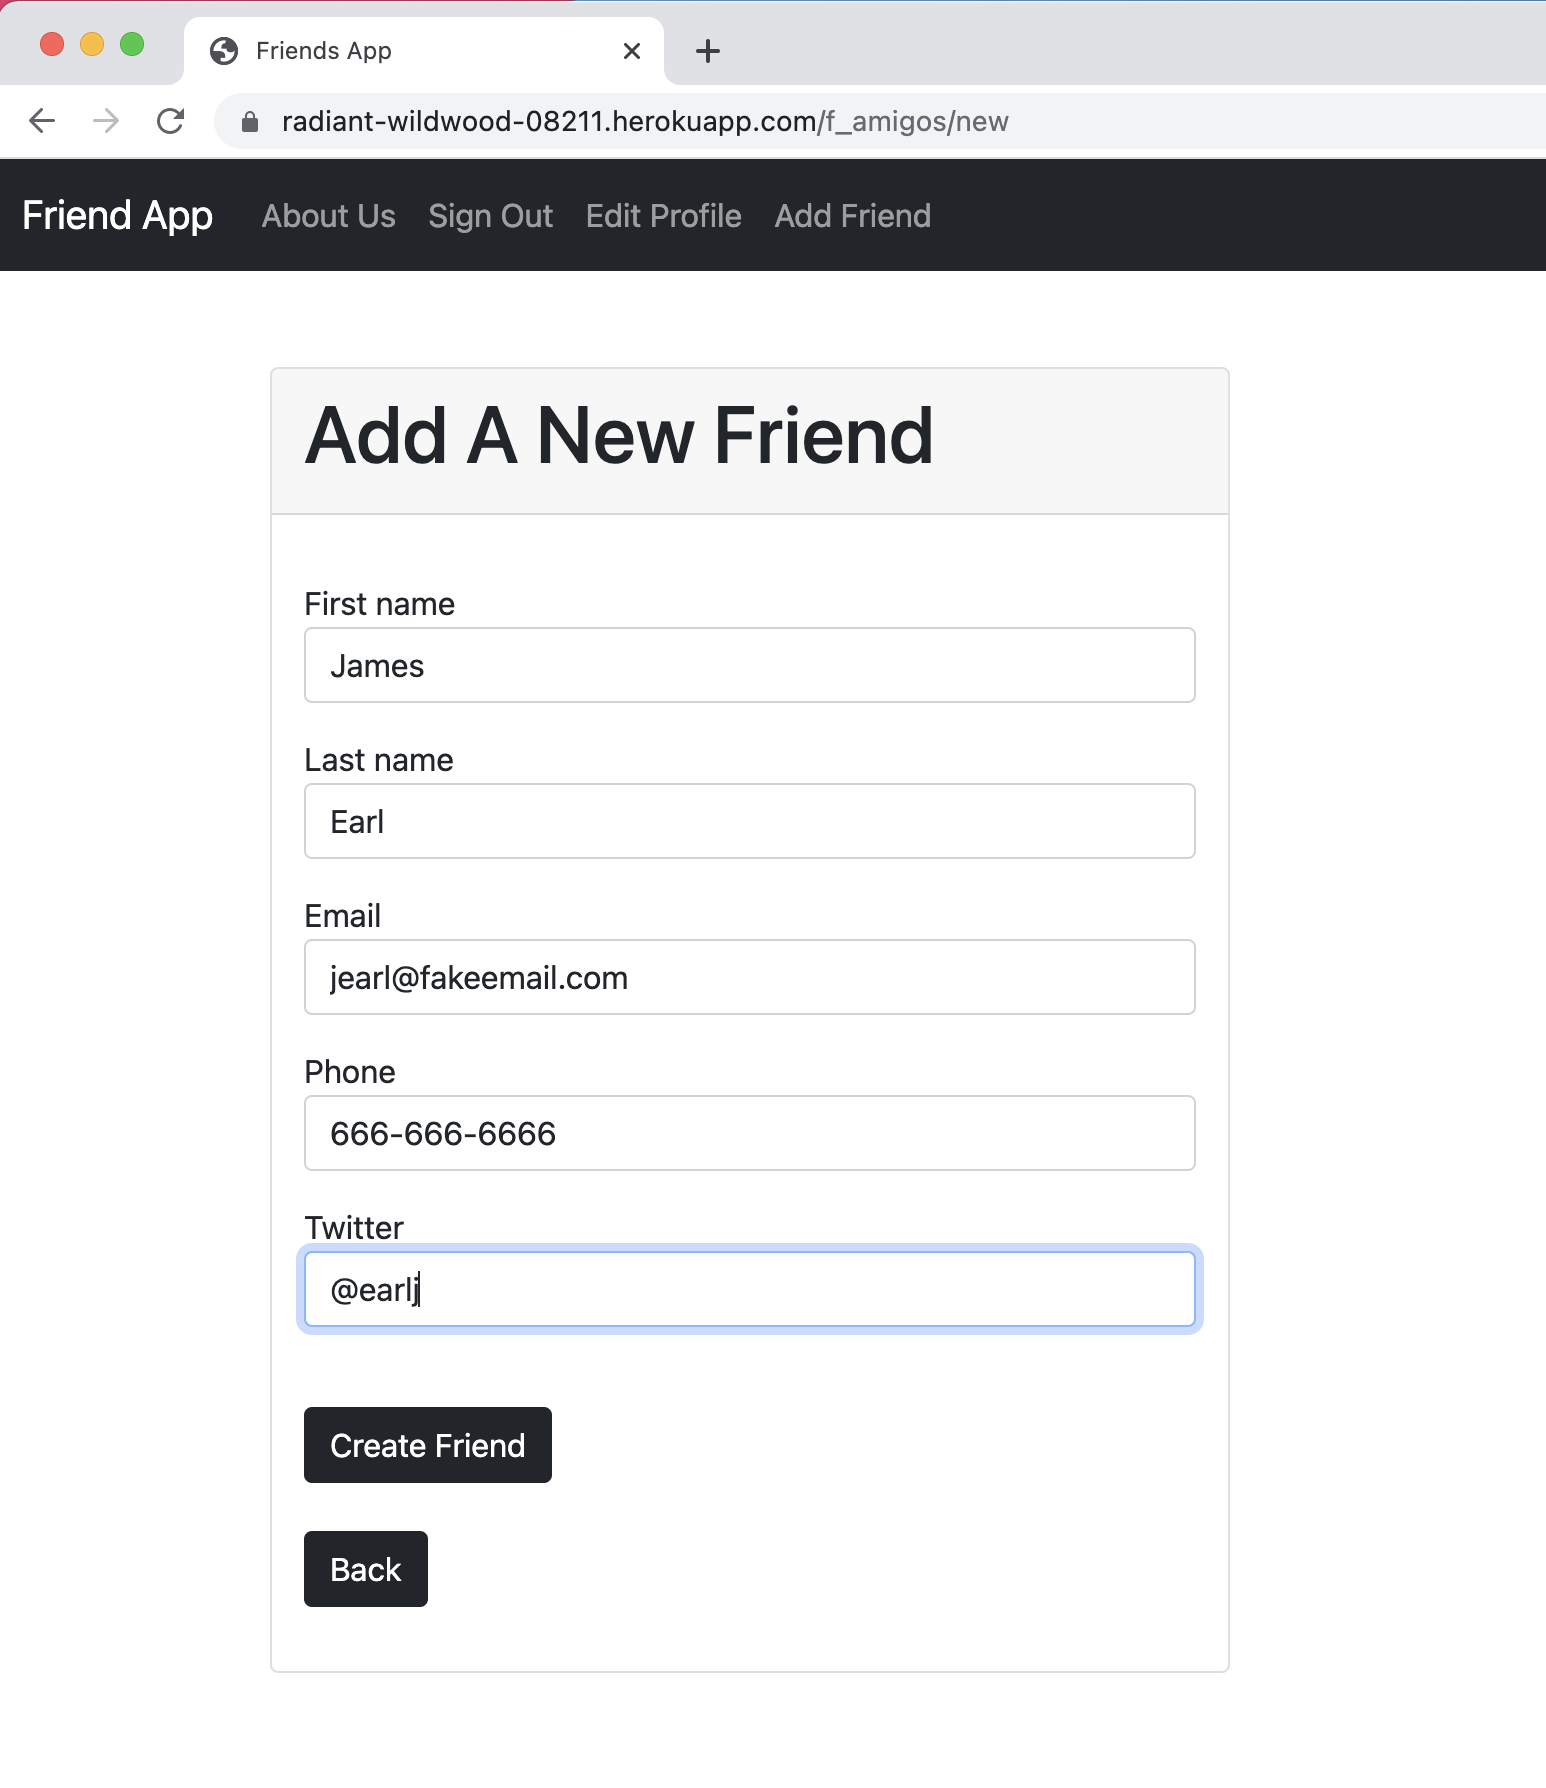 Friends App
radiant-wildwood-08211.herokuapp.com/f_amigos/new
Friend App About Us Sign Out Edit Profile Add Friend
Add A New Friend
First name
James
Last name
Earl
Email
jearl@fakeemail.com
Phone
666-666-6666
Twitter
@earlj
Create Friend
Back